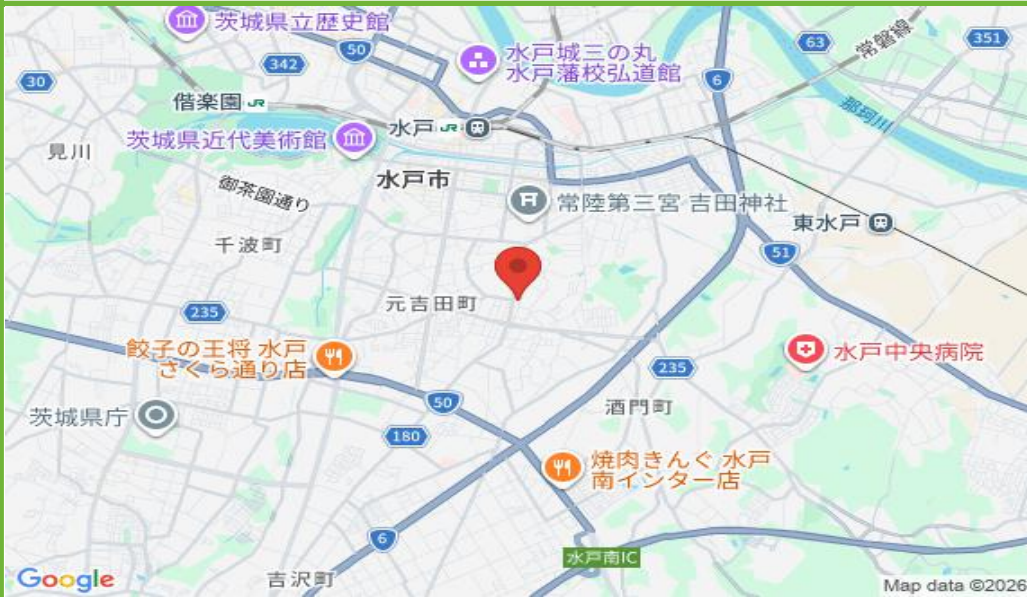 茨城県立歴史館
50
342
30
水戸城三の丸
水戸藩校弘道館
63
常磐線
351
6
那珂川
偕楽園 JR
茨城県近代美術館
水戸 JR
見川
水戸市
御茶園通り
常陸第三宮 吉田神社
東水戸
千波町
51
元吉田町
235
餃子の王将 水戸
さくら通り店
水戸中央病院
235
50
酒門町
茨城県庁
180
焼肉きんぐ 水戸
南インター店
6
水戸南IC
吉沢町
Google
Map data ©2026